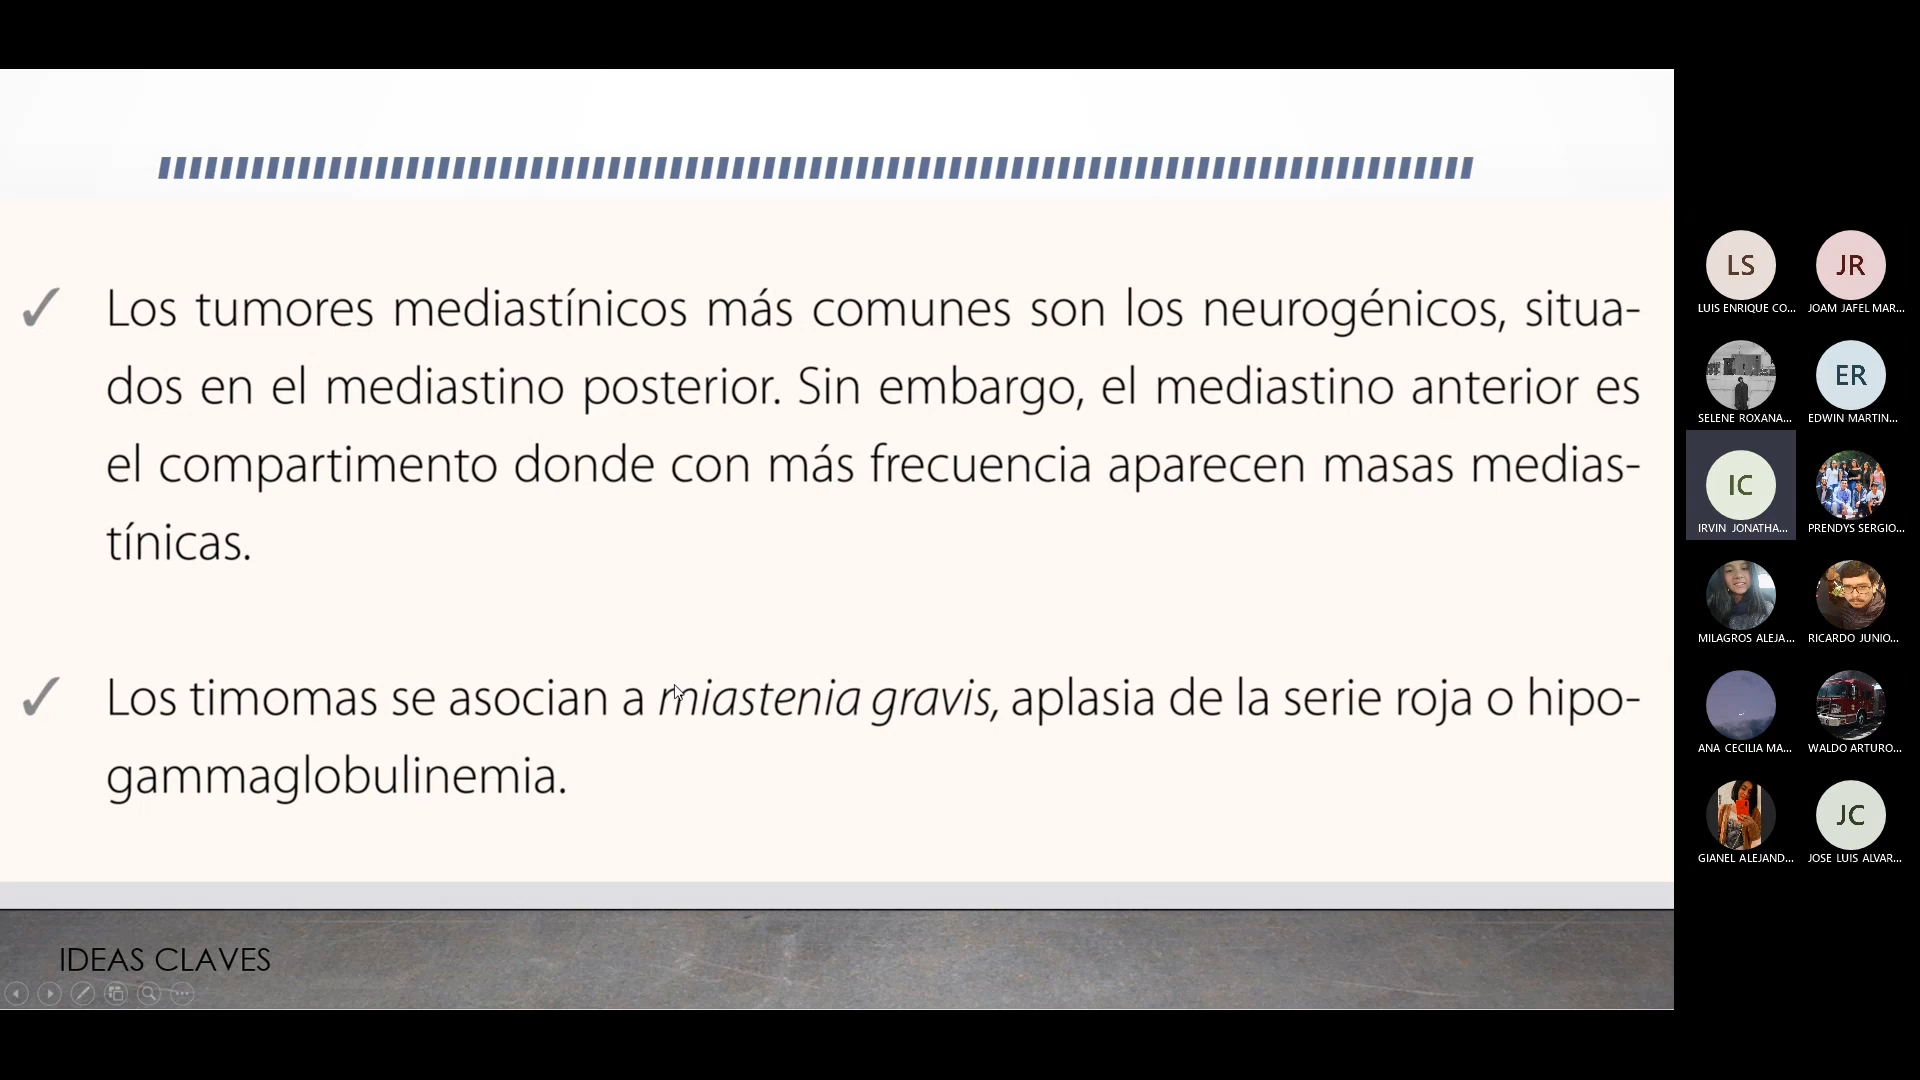 ✓ Los tumores mediastínicos más comunes son los neurogénicos, situa-
dos en el mediastino posterior. Sin embargo, el mediastino anterior es
el compartimento donde con más frecuencia aparecen masas medias-
tínicas.
✓ Los timomas se asocian a miastenia gravis, aplasia de la serie roja o hipo-
gammaglobulinemia.
IDEAS CLAVES
LS
JR
LUIS ENRIQUE CO...
JOAM JAFEL MAR...
ER
SELENE ROXANA...
EDWIN MARTIN...
IC
IRVIN JONATHA...
PRENDYS SERGIO...
MILAGROS ALEJA...
RICARDO JUNIO...
ANA CECILIA MA...
WALDO ARTURO...
JC
GIANEL ALEJAND...
JOSE LUIS ALVAR...